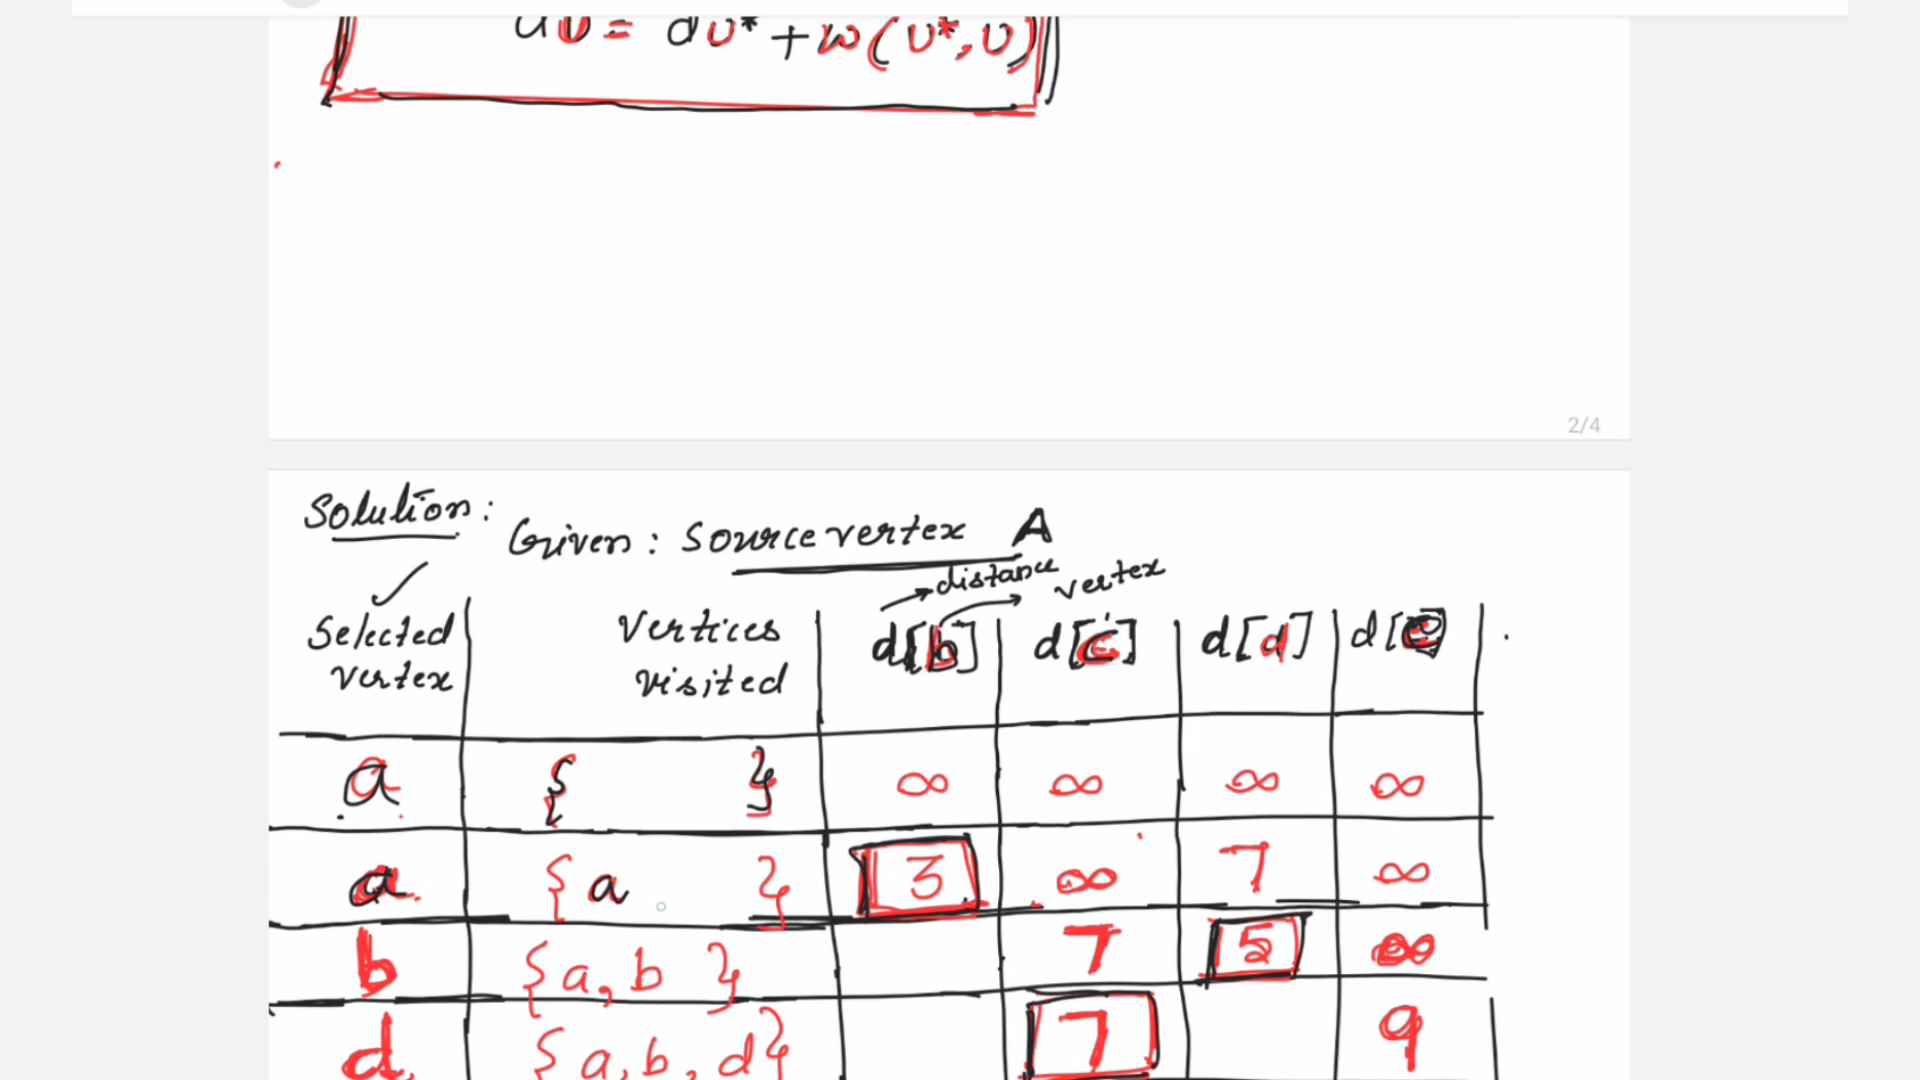 dv = dv* + w(v*, v)
2/4
Solution:
Given: Source vertex A
distance vertex
Selected vertex | Vertices visited | d[b] | d[c] | d[d] | d[e]
a | { } | ∞ | ∞ | ∞ | ∞
a | { a } | 3 | ∞ | 7 | ∞
b | { a, b } | 7 | 5 | ∞
d | { a, b, d } | 7 | 9